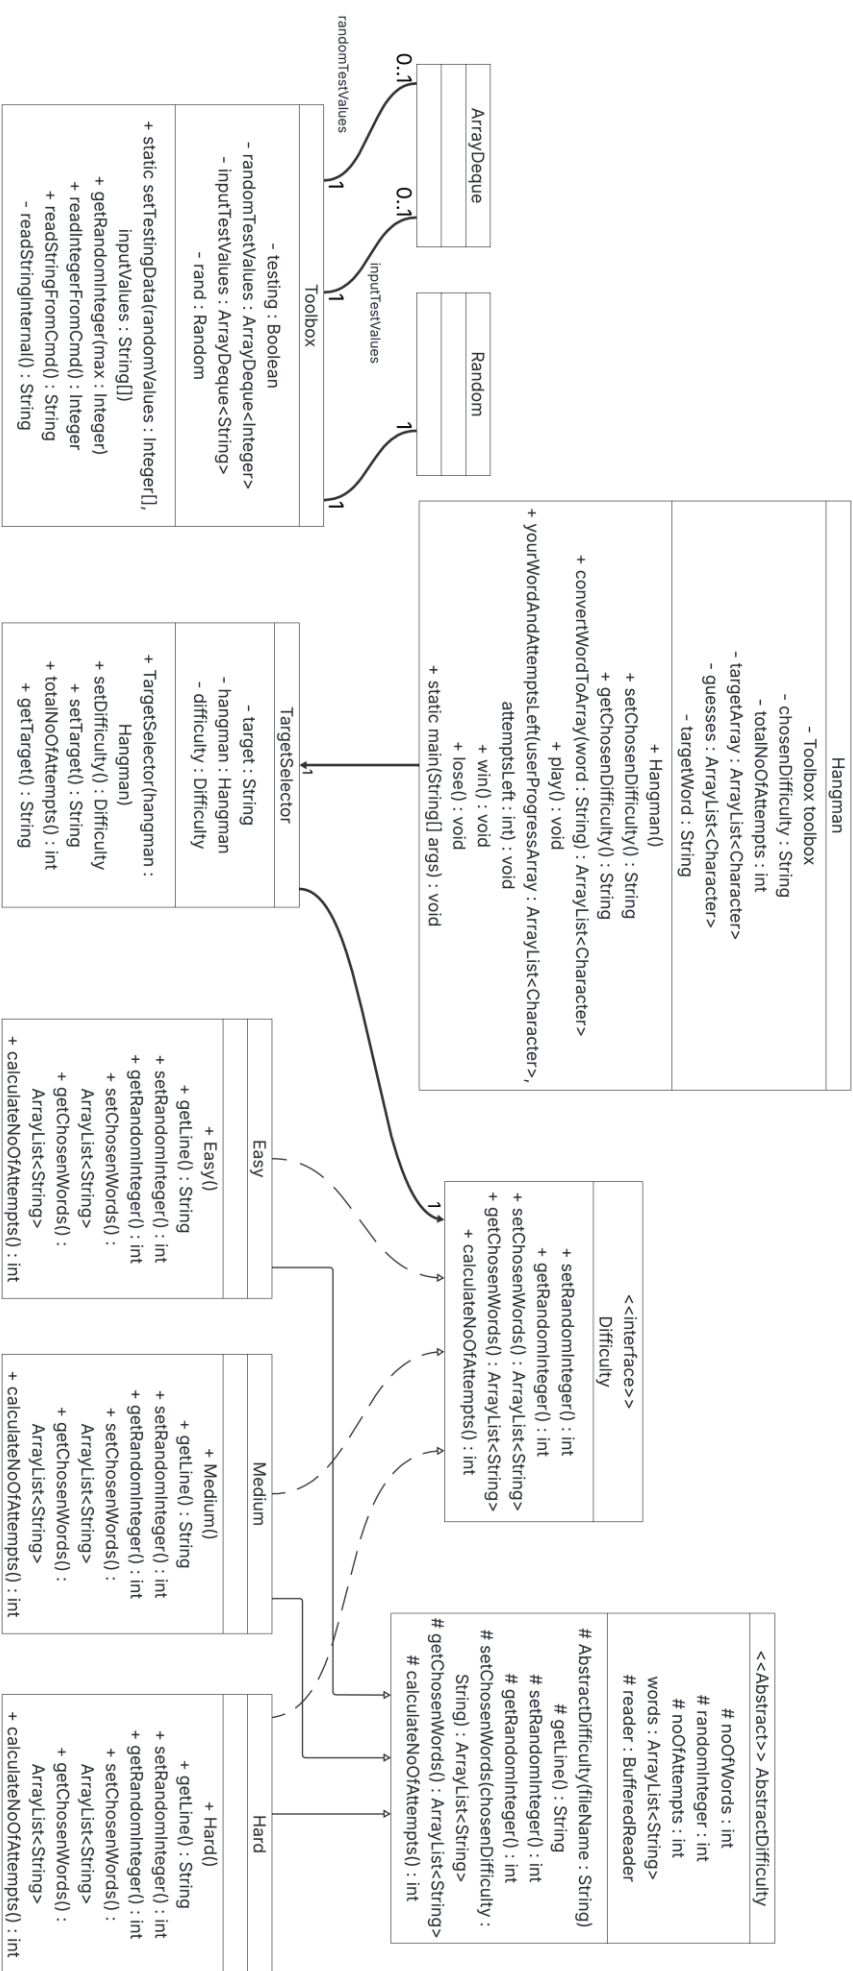 ArrayDeque
Random
0..1
0..1
1
randomTestValues
inputTestValues
1
1
1
Toolbox
- testing : Boolean
- randomTestValues : ArrayDeque<Integer>
- inputTestValues : ArrayDeque<String>
- rand : Random
+ static setTestingData(randomValues : Integer[],
inputValues : String[])
+ getRandomInteger(max : Integer)
+ readIntegerFromCmd() : Integer
+ readStringFromCmd() : String
- readStringInternal() : String
Hangman
- Toolbox toolbox
- chosenDifficulty : String
- totalNoOfAttempts : int
- targetArray : ArrayList<Character>
- guesses : ArrayList<Character>
- targetWord : String
+ Hangman()
+ setChosenDifficulty() : String
+ getChosenDifficulty() : String
+ convertWordToArray(word : String) : ArrayList<Character>
+ play() : void
+ yourWordAndAttemptsLeft(userProgressArray : ArrayList<Character>,
attemptsLeft : int) : void
+ win() : void
+ lose() : void
+ static main(String[] args) : void
1
TargetSelector
- target : String
- hangman : Hangman
- difficulty : Difficulty
+ TargetSelector(hangman :
Hangman)
+ setDifficulty() : Difficulty
+ setTarget() : String
+ totalNoOfAttempts() : int
+ getTarget() : String
<<interface>>
Difficulty
+ setRandomInteger() : int
+ getRandomInteger() : int
+ setChosenWords() : ArrayList<String>
+ getChosenWords() : ArrayList<String>
+ calculateNoOfAttempts() : int
1
<<Abstract>> AbstractDifficulty
# noOfWords : int
# randomInteger : int
# noOfAttempts : int
words : ArrayList<String>
# reader : BufferedReader
# AbstractDifficulty(fileName : String)
# getLine() : String
# setRandomInteger() : int
# getRandomInteger() : int
# setChosenWords(chosenDifficulty :
String) : ArrayList<String>
# getChosenWords() : ArrayList<String>
# calculateNoOfAttempts() : int
Easy
+ Easy()
+ getLine() : String
+ setRandomInteger() : int
+ getRandomInteger() : int
+ setChosenWords() :
ArrayList<String>
+ getChosenWords() :
ArrayList<String>
+ calculateNoOfAttempts() : int
Medium
+ Medium()
+ getLine() : String
+ setRandomInteger() : int
+ getRandomInteger() : int
+ setChosenWords() :
ArrayList<String>
+ getChosenWords() :
ArrayList<String>
+ calculateNoOfAttempts() : int
Hard
+ Hard()
+ getLine() : String
+ setRandomInteger() : int
+ getRandomInteger() : int
+ setChosenWords() :
ArrayList<String>
+ getChosenWords() :
ArrayList<String>
+ calculateNoOfAttempts() : int